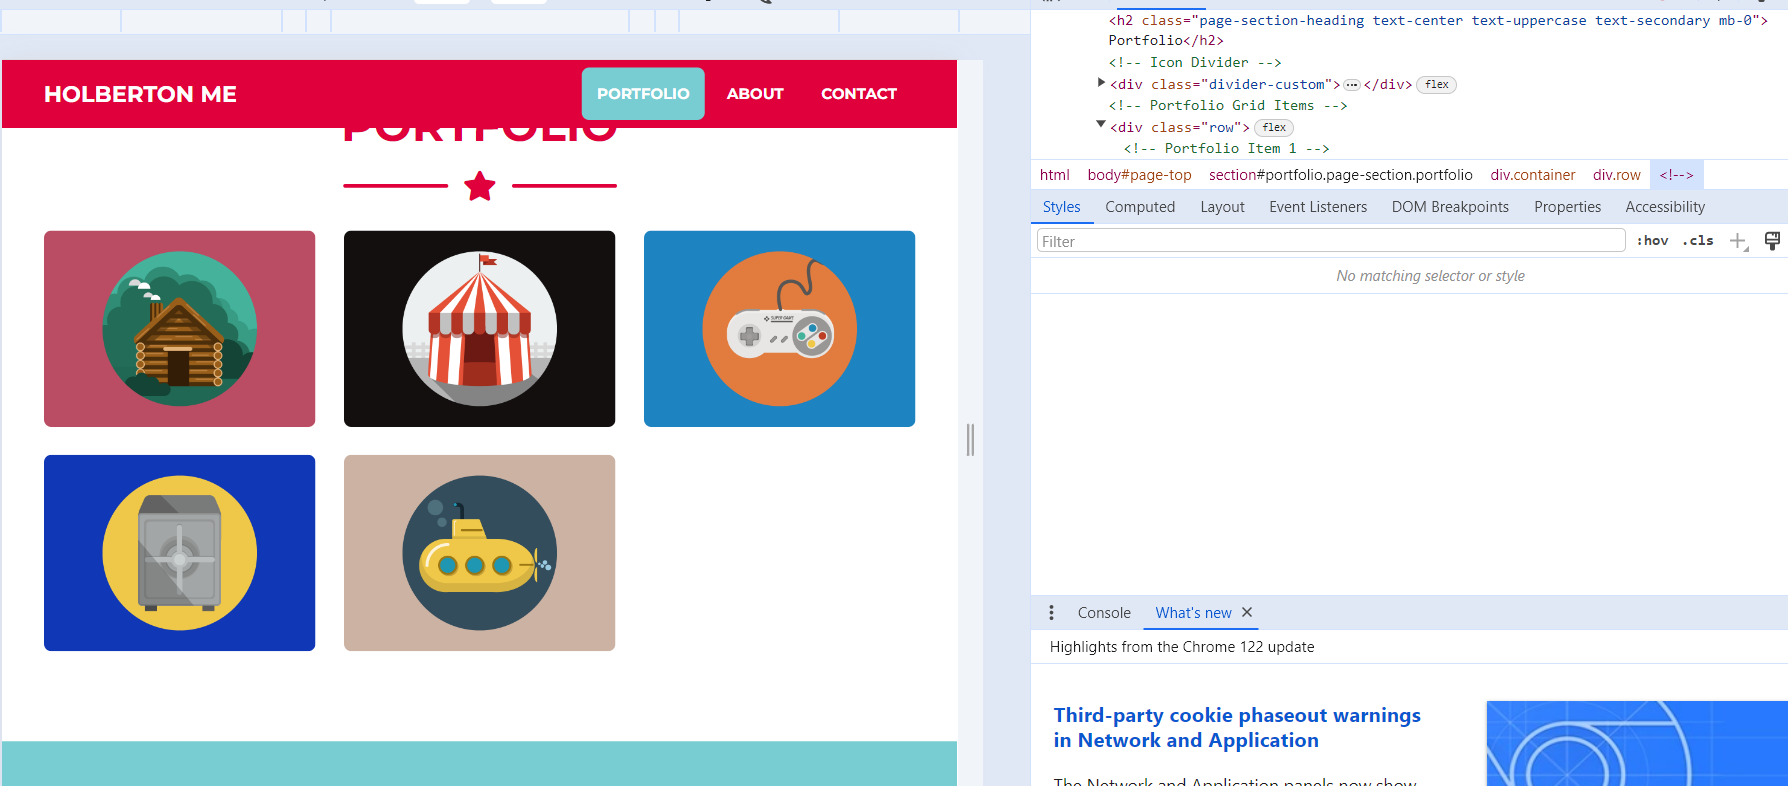 HOLBERTON ME
PORTFOLIO
ABOUT
CONTACT
PORTFOLIO
SUPER GAME
<h2 class="page-section-heading text-center text-uppercase text-secondary mb-0">
Portfolio</h2>
<!-- Icon Divider -->
<div class="divider-custom"> ⋯ </div> flex
<!-- Portfolio Grid Items -->
<div class="row"> flex
<!-- Portfolio Item 1 -->
html body#page-top section#portfolio.page-section.portfolio div.container div.row <!-->
Styles Computed Layout Event Listeners DOM Breakpoints Properties Accessibility
Filter :hov .cls
No matching selector or style
Console What's new
Highlights from the Chrome 122 update
Third-party cookie phaseout warnings
in Network and Application
The Network and Application panels now show